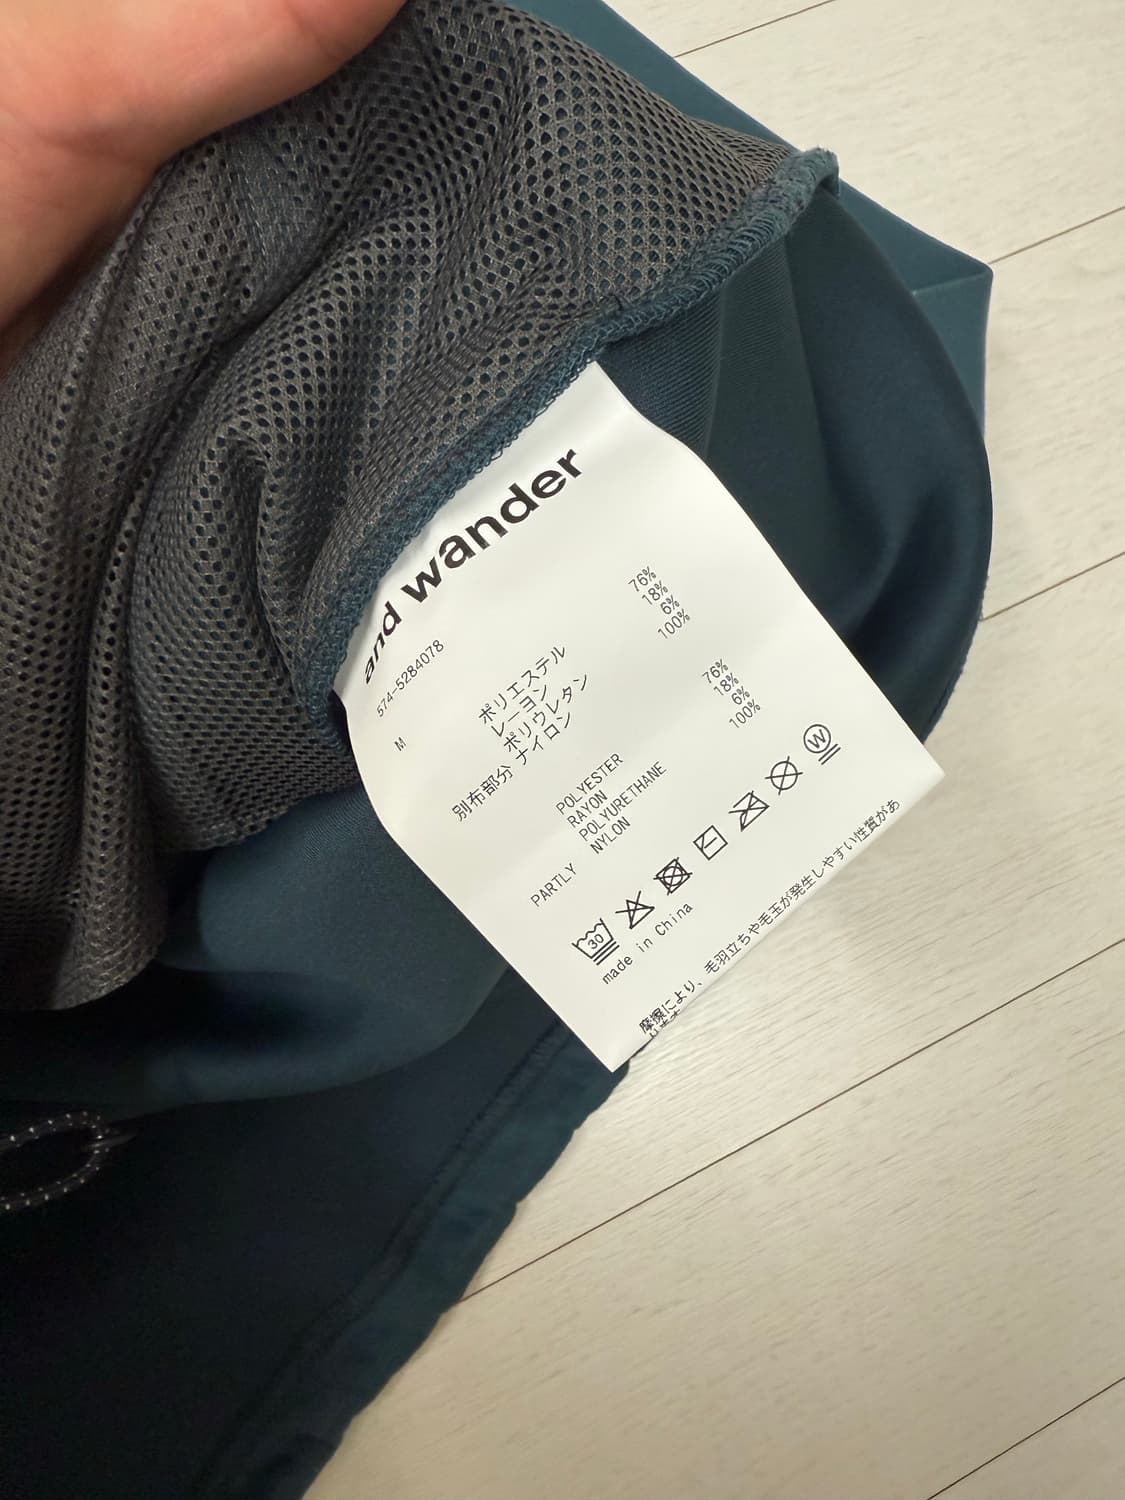 and wander
574-5284078
M
ポリエステル 76%
レーヨン 18%
ポリウレタン 6%
別布部分 ナイロン 100%
POLYESTER 76%
RAYON 18%
POLYURETHANE 6%
PARTLY NYLON 100%
30
W
made in China
摩擦により、毛羽立ちや毛玉が発生しやすい性質があ